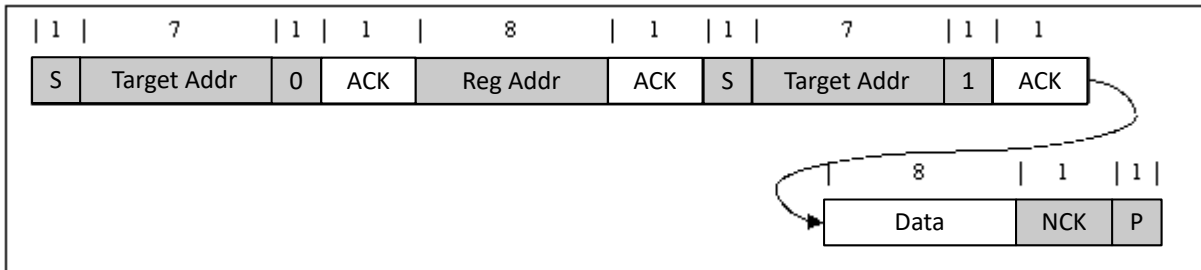 | 1 | 7 | 1 | 1 | 8 | 1 | 1 | 7 | 1 | 1
S Target Addr 0 ACK Reg Addr ACK S Target Addr 1 ACK
| 8 | 1 | 1 |
Data NCK P